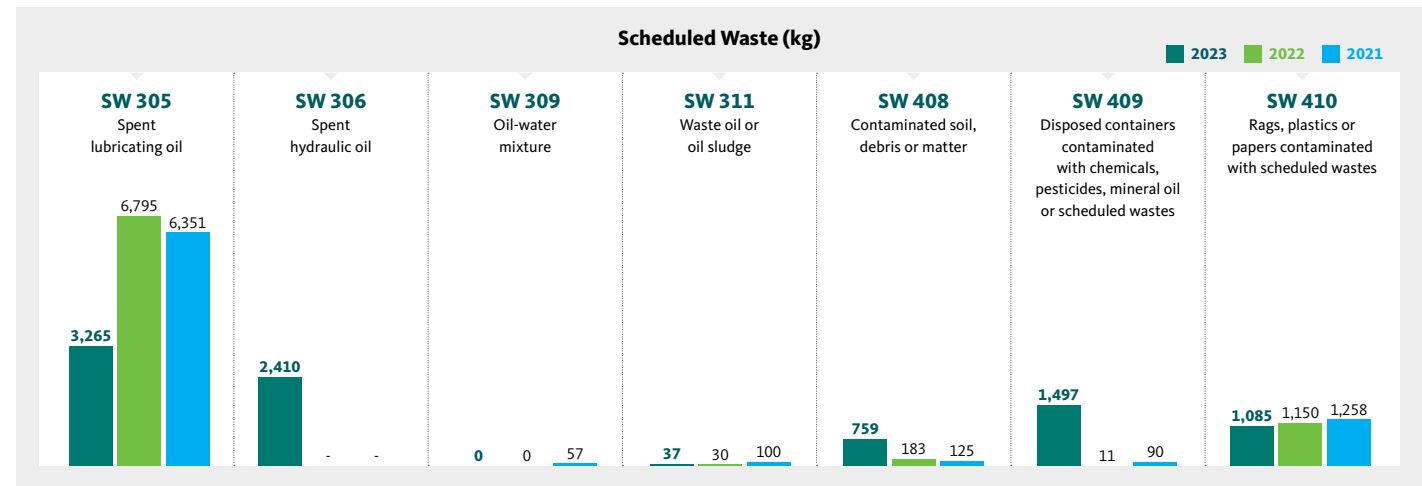 Scheduled Waste (kg)
2023
2022
2021
SW 305
Spent
lubricating oil
3,265
6,795
6,351
SW 306
Spent
hydraulic oil
2,410
-
-
SW 309
Oil-water
mixture
0
0
57
SW 311
Waste oil or
oil sludge
37
30
100
SW 408
Contaminated soil,
debris or matter
759
183
125
SW 409
Disposed containers
contaminated
with chemicals,
pesticides, mineral oil
or scheduled wastes
1,497
11
90
SW 410
Rags, plastics or
papers contaminated
with scheduled wastes
1,085
1,150
1,258